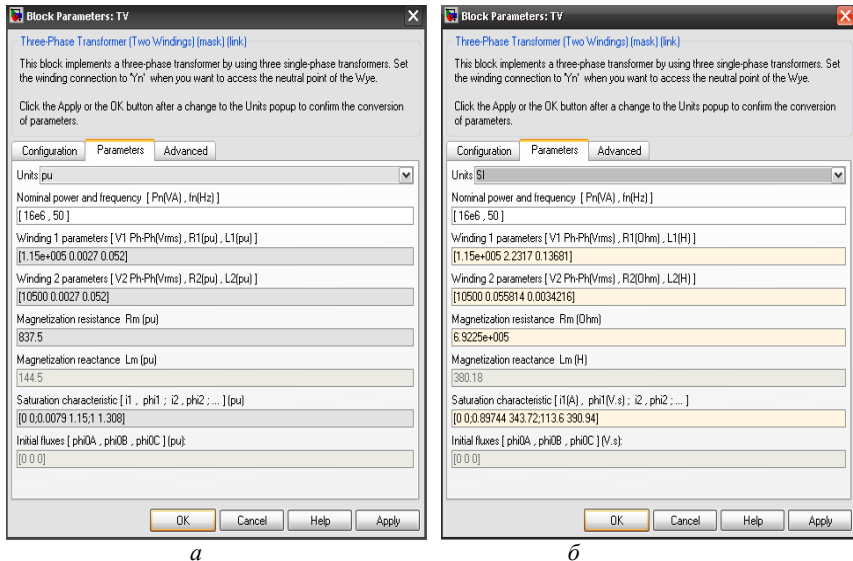 Block Parameters: TV
Three-Phase Transformer (Two Windings) (mask) (link)
This block implements a three-phase transformer by using three single-phase transformers. Set
the winding connection to 'Yn' when you want to access the neutral point of the Wye.
Click the Apply or the OK button after a change to the Units popup to confirm the conversion
of parameters.
Configuration Parameters Advanced
Units pu
Nominal power and frequency [ Pn(VA) , fn(Hz) ]
[ 16e6 , 50 ]
Winding 1 parameters [ V1 Ph-Ph(Vrms) , R1(pu) , L1(pu) ]
[1.15e+005 0.0027 0.052]
Winding 2 parameters [ V2 Ph-Ph(Vrms) , R2(pu) , L2(pu) ]
[10500 0.0027 0.052]
Magnetization resistance Rm (pu)
837.5
Magnetization reactance Lm (pu)
144.5
Saturation characteristic [ i1 , phi1 ; i2 , phi2 ; ... ] (pu)
[0 0;0.0079 1.15;1 1.308]
Initial fluxes [ phi0A , phi0B , phi0C ] (pu):
[0 0 0]
OK Cancel Help Apply
а
Block Parameters: TV
Three-Phase Transformer (Two Windings) (mask) (link)
This block implements a three-phase transformer by using three single-phase transformers. Set
the winding connection to 'Yn' when you want to access the neutral point of the Wye.
Click the Apply or the OK button after a change to the Units popup to confirm the conversion
of parameters.
Configuration Parameters Advanced
Units SI
Nominal power and frequency [ Pn(VA) , fn(Hz) ]
[ 16e6 , 50 ]
Winding 1 parameters [ V1 Ph-Ph(Vrms) , R1(Ohm) , L1(H) ]
[1.15e+005 2.2317 0.13681]
Winding 2 parameters [ V2 Ph-Ph(Vrms) , R2(Ohm) , L2(H) ]
[10500 0.055814 0.0034216]
Magnetization resistance Rm (Ohm)
6.9225e+005
Magnetization reactance Lm (H)
380.18
Saturation characteristic [ i1(A) , phi1(V.s) ; i2 , phi2 ; ... ]
[0 0;0.89744 343.72;113.6 390.94]
Initial fluxes [ phi0A , phi0B , phi0C ] (V.s):
[0 0 0]
OK Cancel Help Apply
б